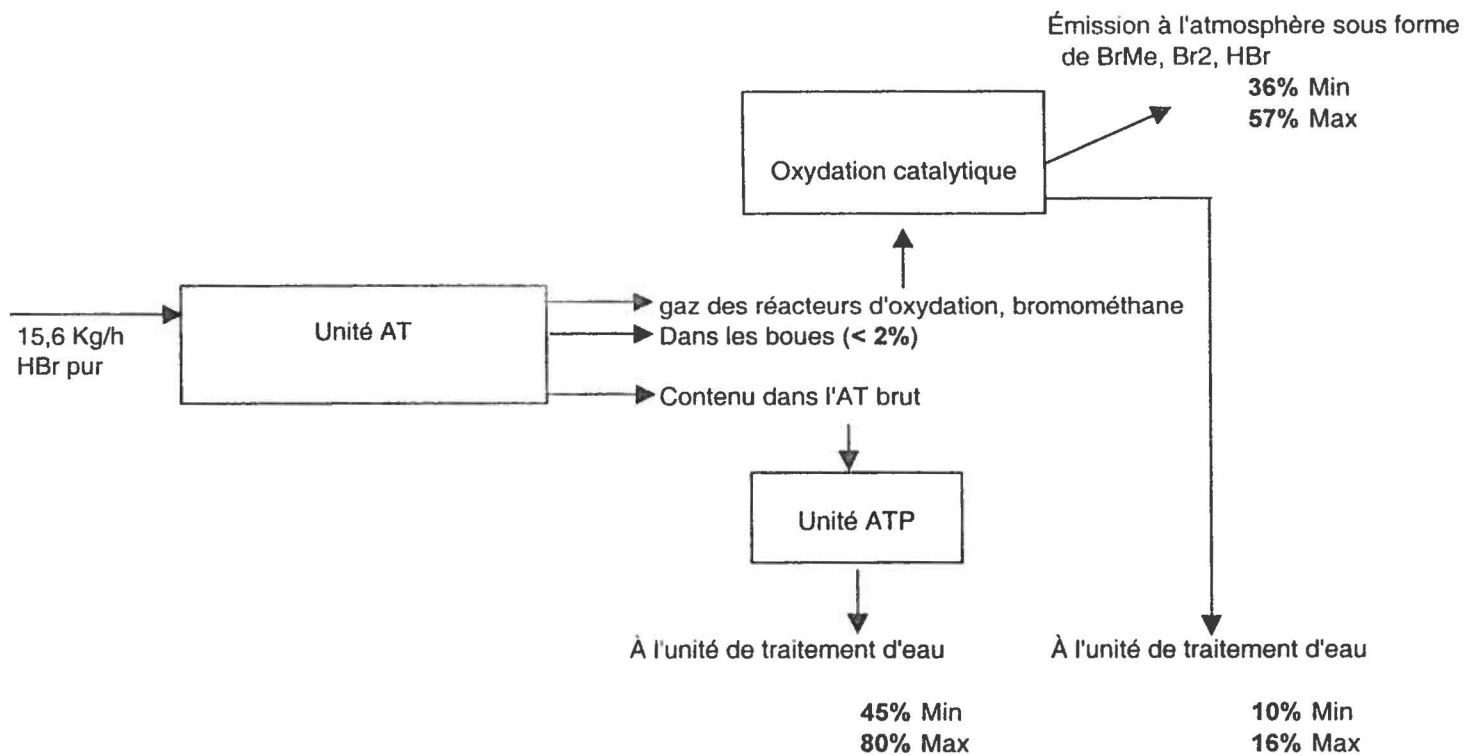 Émission à l'atmosphère sous forme
de BrMe, Br2, HBr
36% Min
57% Max
Oxydation catalytique
15,6 Kg/h
HBr pur
Unité AT
gaz des réacteurs d'oxydation, bromométhane
Dans les boues (< 2%)
Contenu dans l'AT brut
Unité ATP
À l'unité de traitement d'eau
45% Min
80% Max
À l'unité de traitement d'eau
10% Min
16% Max